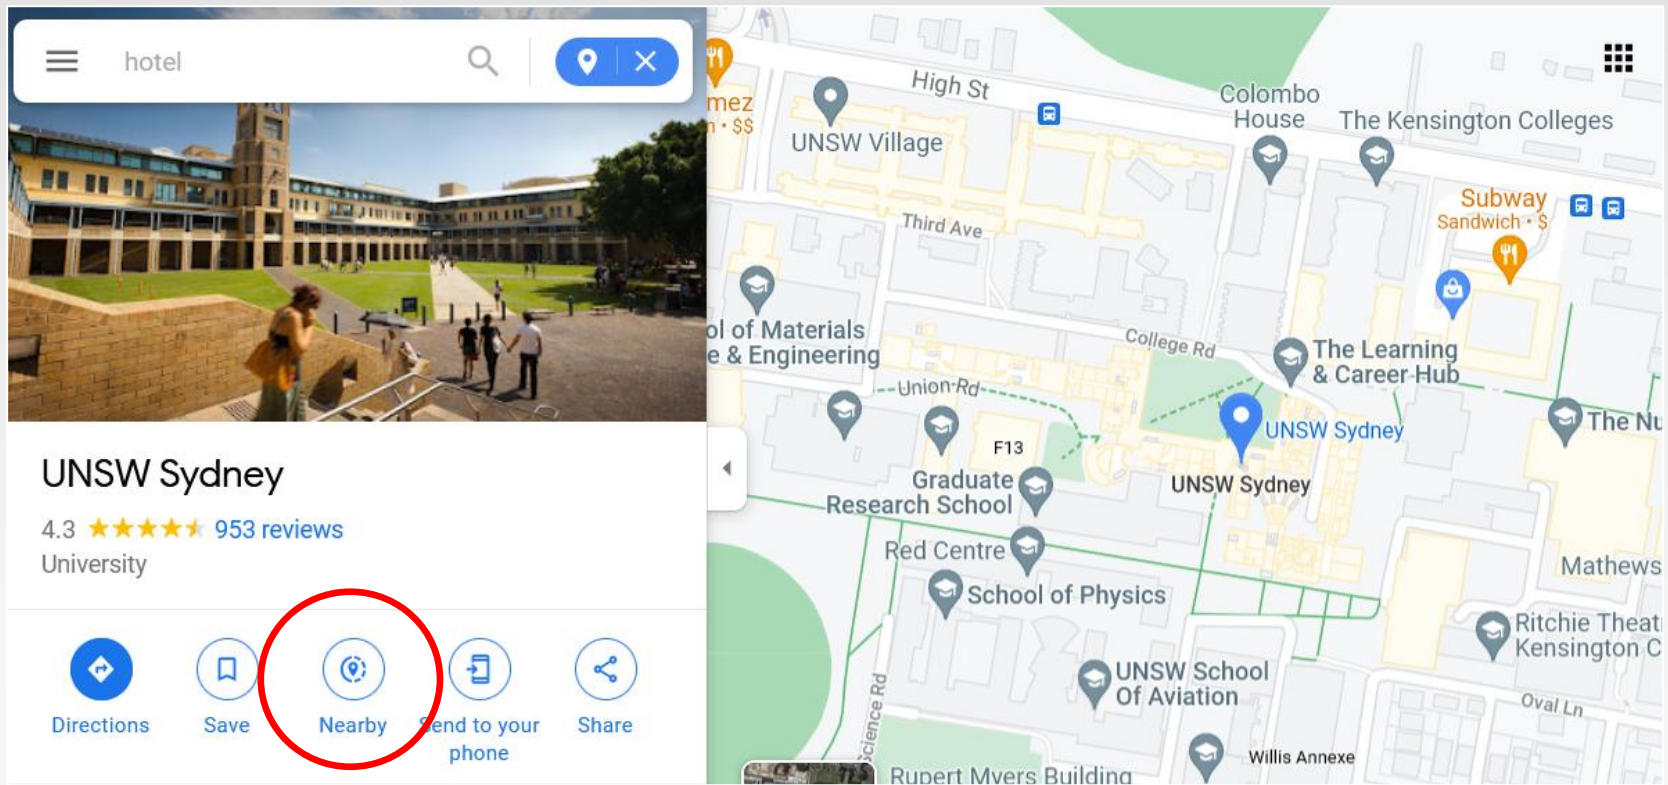 hotel
UNSW Sydney
4.3
953 reviews
University
Directions
Save
Nearby
Send to your
phone
Share
mez
n · $$
High St
UNSW Village
Colombo
House
The Kensington Colleges
Subway
Sandwich · $
Third Ave
ol of Materials
e & Engineering
College Rd
The Learning
& Career Hub
Union Rd
UNSW Sydney
The Nu
F13
UNSW Sydney
Graduate
Research School
Red Centre
Mathews
School of Physics
Ritchie Theat
Kensington C
UNSW School
Of Aviation
Science Rd
Oval Ln
Willis Annexe
Rupert Myers Building